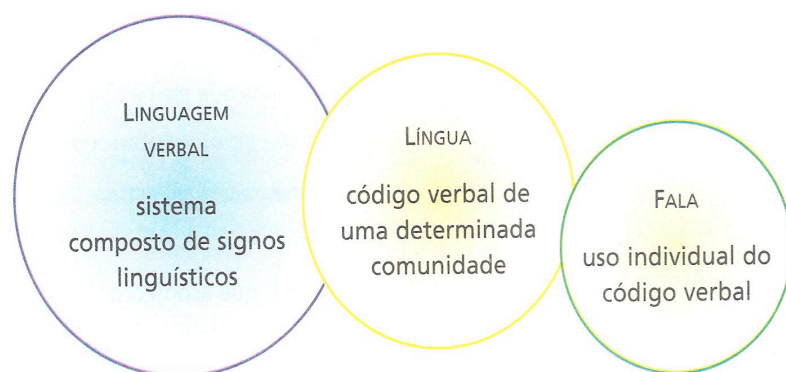 LINGUAGEM
VERBAL
sistema
composto de signos
linguísticos
LÍNGUA
código verbal de
uma determinada
comunidade
FALA
uso individual do
código verbal